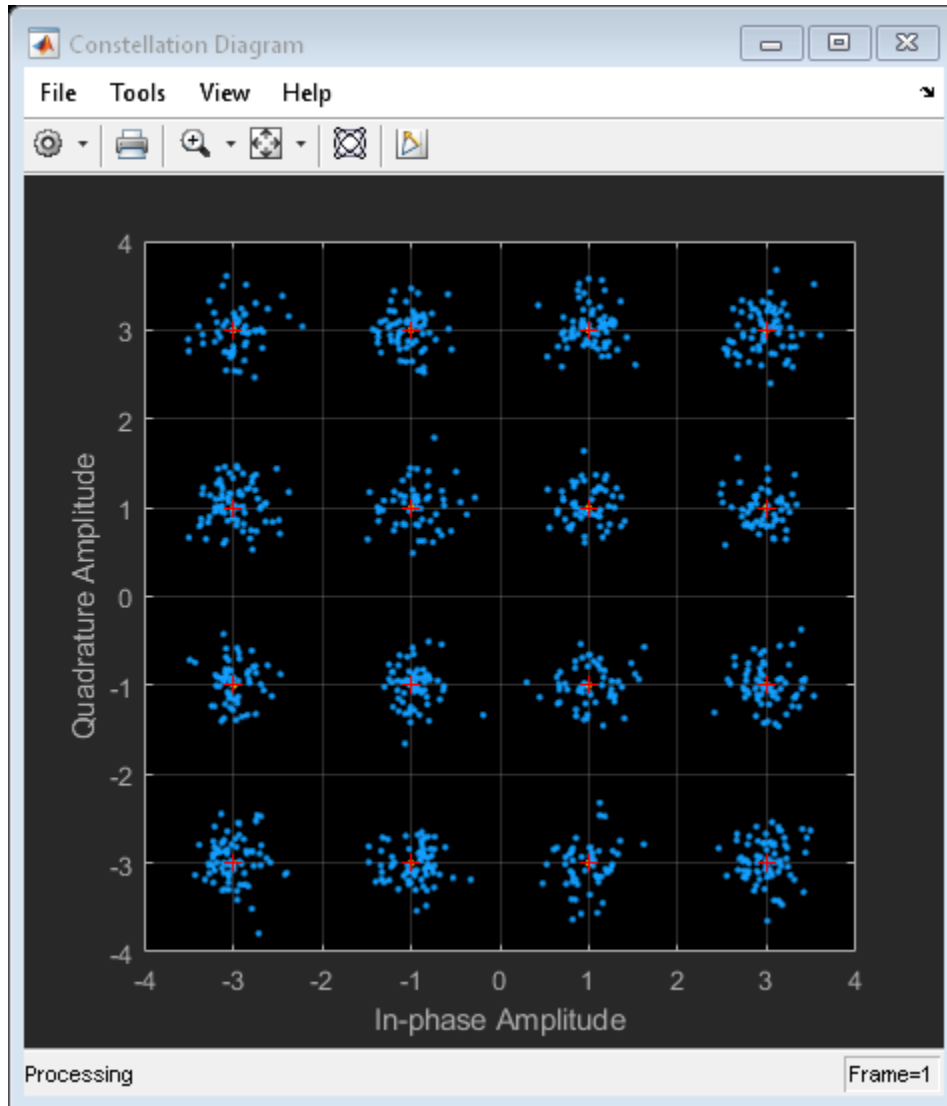 Constellation Diagram
File Tools View Help
4
3
2
1
0
-1
-2
-3
-4
Quadrature Amplitude
-4 -3 -2 -1 0 1 2 3 4
In-phase Amplitude
Processing Frame=1